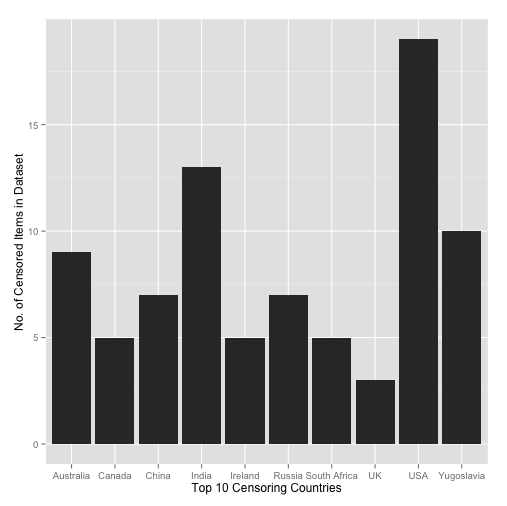 No. of Censored Items in Dataset
15
10
5
0
Australia Canada China India Ireland Russia South Africa UK USA Yugoslavia
Top 10 Censoring Countries